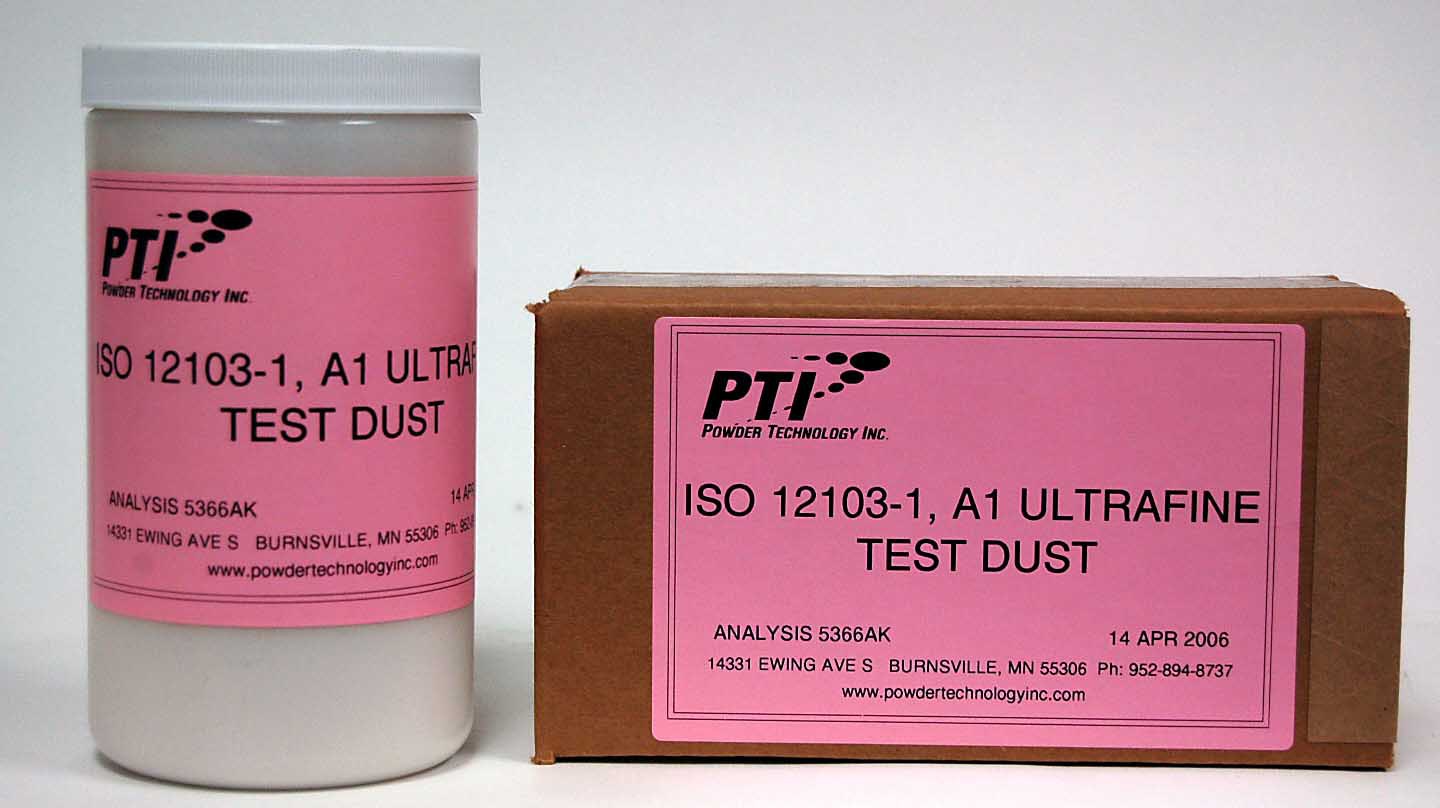 PTI
POWDER TECHNOLOGY INC.
ISO 12103-1, A1
TEST DUST
ANALYSIS 5366AK
14 APR
14331 EWING AVE S BURNSVILLE, MN 55306 Ph:
www.powdertechnologyinc.com
PTI
POWDER TECHNOLOGY INC.
ISO 12103-1, A1 ULTRAFINE
TEST DUST
ANALYSIS 5366AK 14 APR 2006
14331 EWING AVE S BURNSVILLE, MN 55306 Ph: 952-894-8737
www.powdertechnologyinc.com